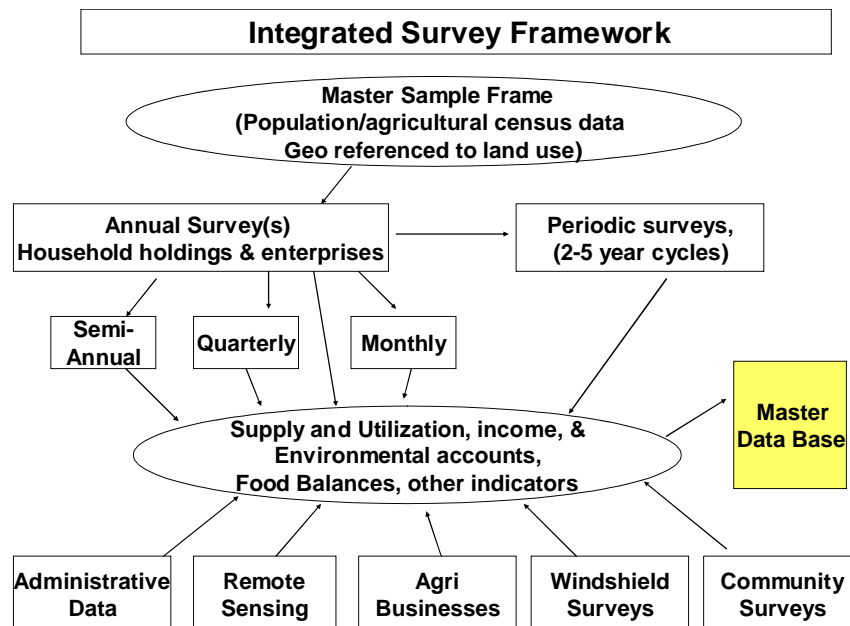 Integrated Survey Framework
Master Sample Frame
(Population/agricultural census data
Geo referenced to land use)
Annual Survey(s)
Household holdings & enterprises
Periodic surveys,
(2-5 year cycles)
Semi-
Annual
Quarterly
Monthly
Master
Data Base
Supply and Utilization, income, &
Environmental accounts,
Food Balances, other indicators
Administrative
Data
Remote
Sensing
Agri
Businesses
Windshield
Surveys
Community
Surveys